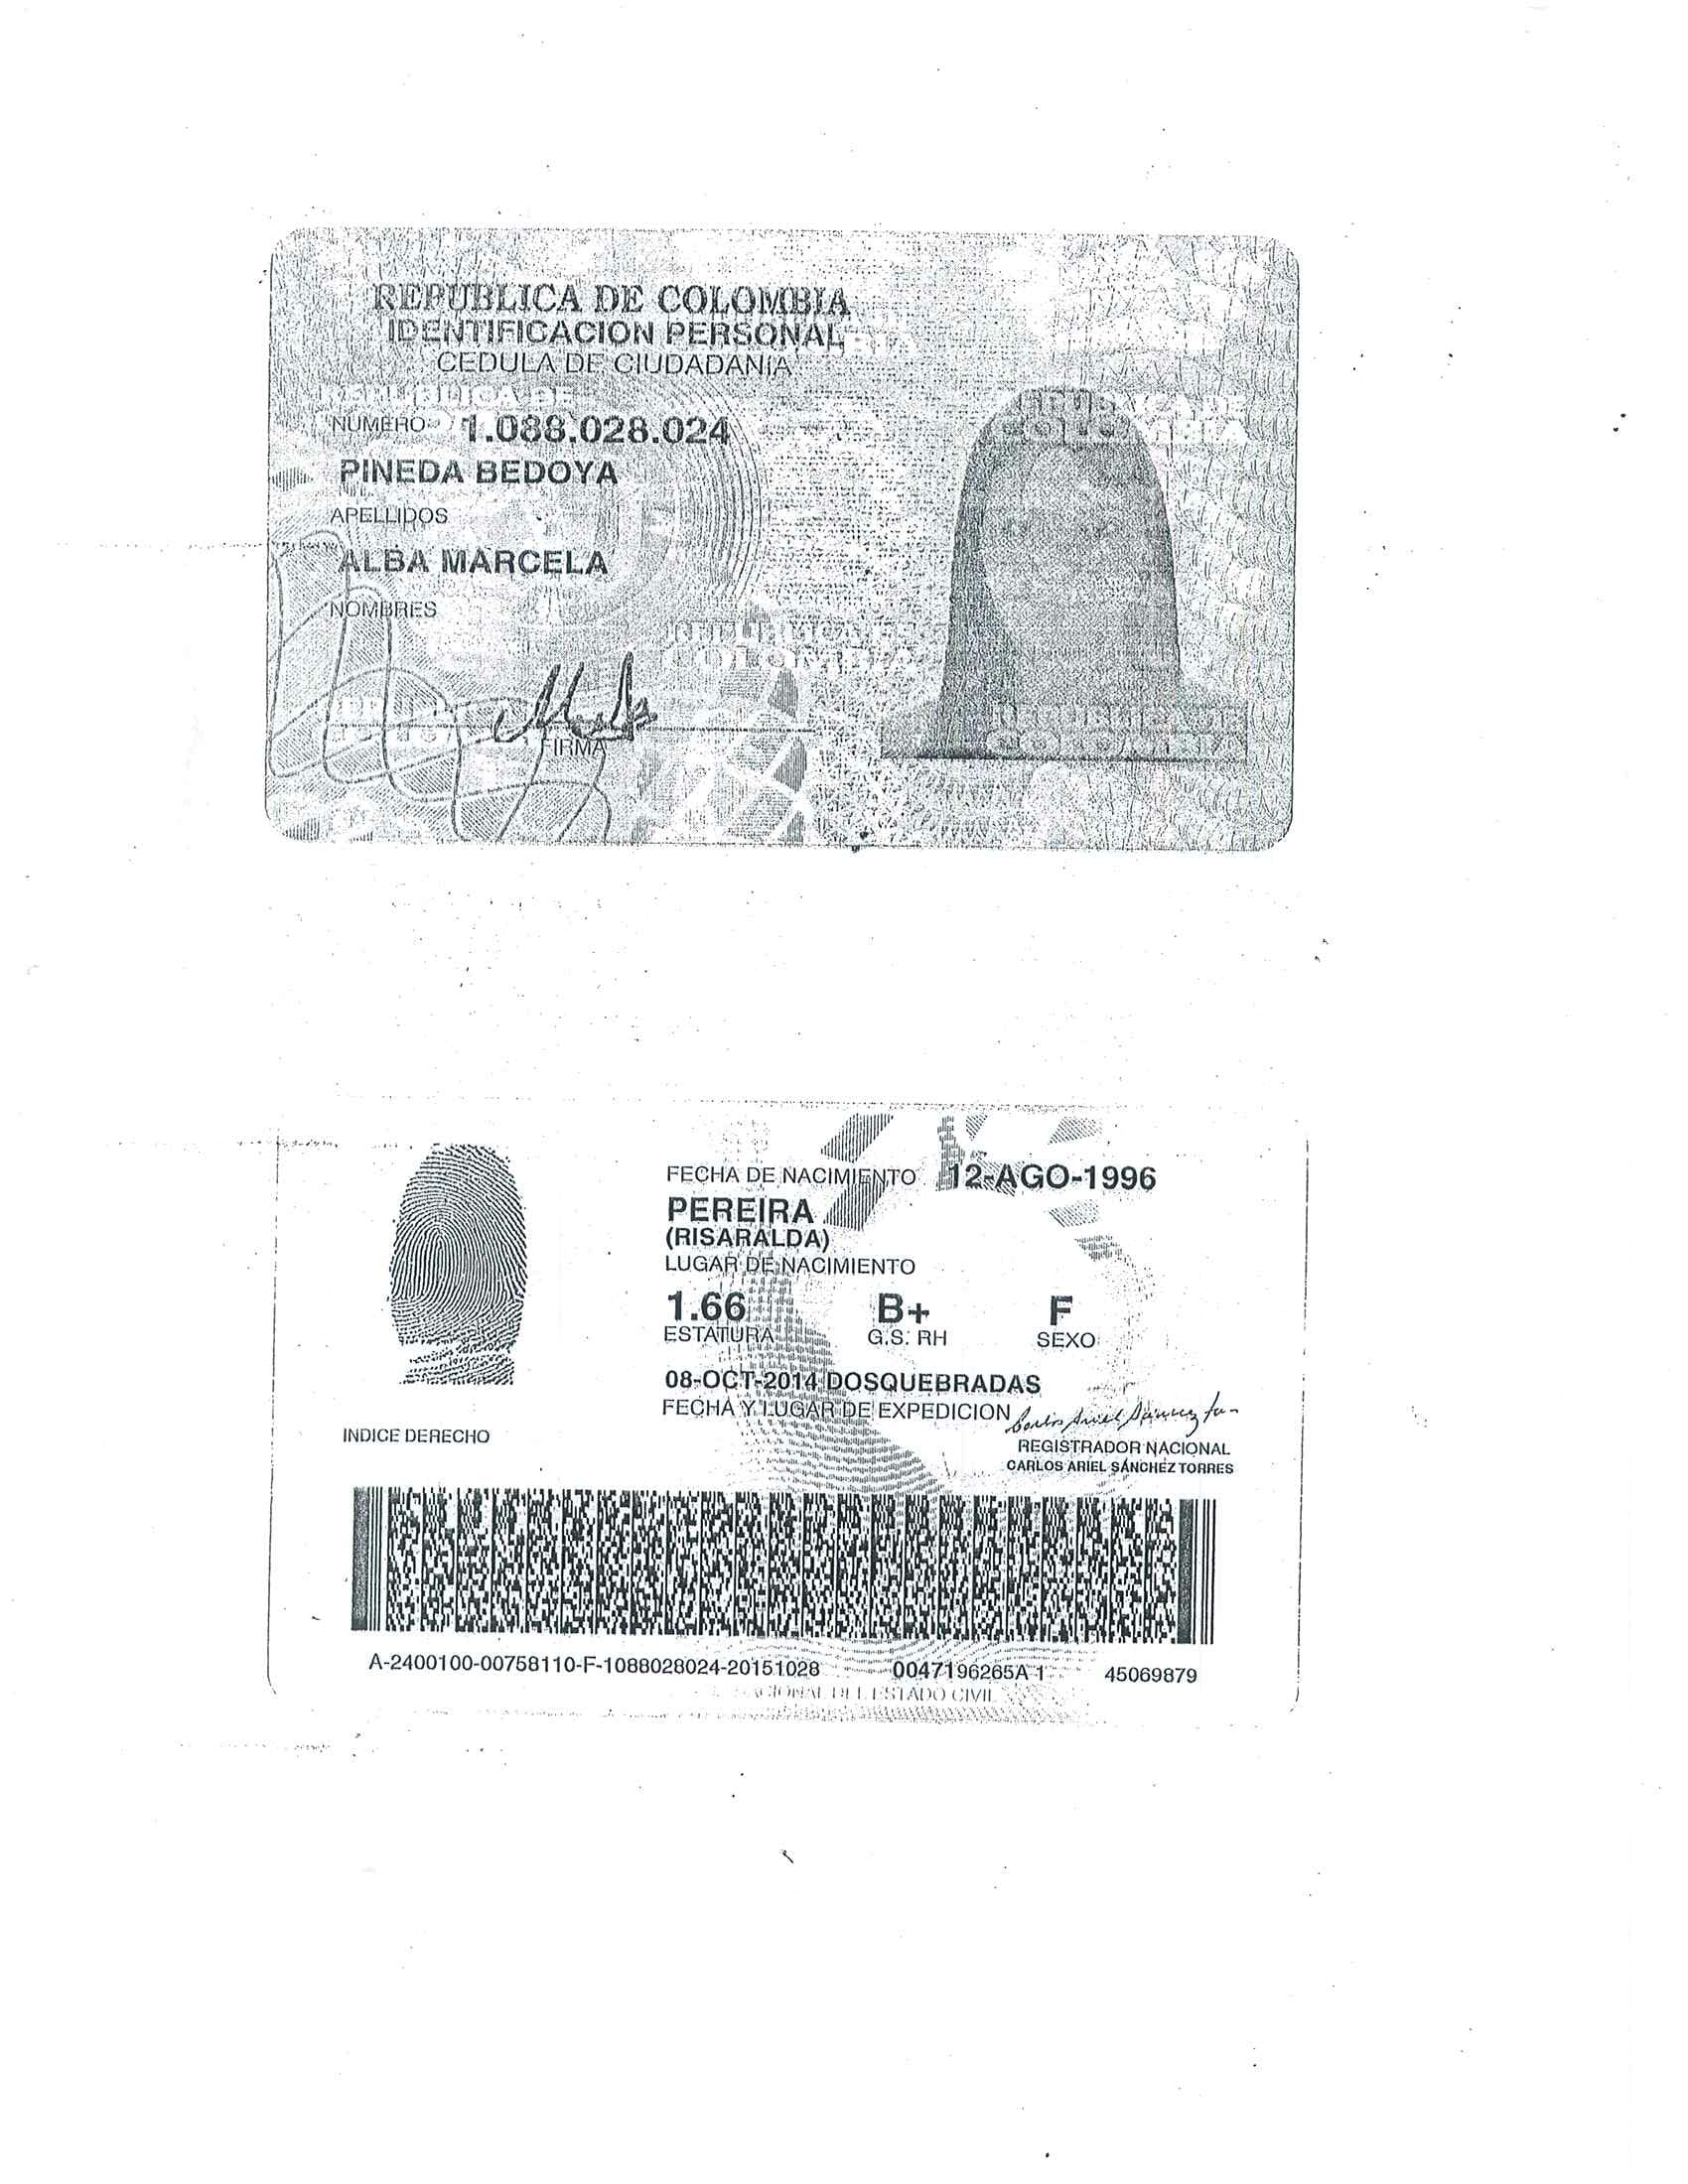 REPUBLICA DE COLOMBIA
IDENTIFICACION PERSONAL
CEDULA DE CIUDADANIA
NUMERO 1.088.028.024
PINEDA BEDOYA
APELLIDOS
ALBA MARCELA
NOMBRES
REPUBLICA DE
COLOMBIA
FIRMA
FECHA DE NACIMIENTO 12-AGO-1996
PEREIRA
(RISARALDA)
LUGAR DE NACIMIENTO
1.66 B+ F
ESTATURA G.S. RH SEXO
08-OCT-2014 DOSQUEBRADAS
FECHA Y LUGAR DE EXPEDICION
INDICE DERECHO
REGISTRADOR NACIONAL
CARLOS ARIEL SÁNCHEZ TORRES
A-2400100-00758110-F-1088028024-20151028 0047196265A 1 45069879
NACIONAL DEL ESTADO CIVIL